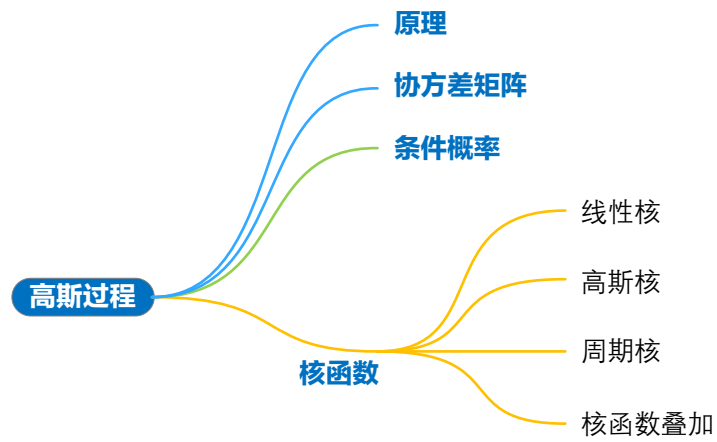 高斯过程
原理
协方差矩阵
条件概率
核函数
线性核
高斯核
周期核
核函数叠加